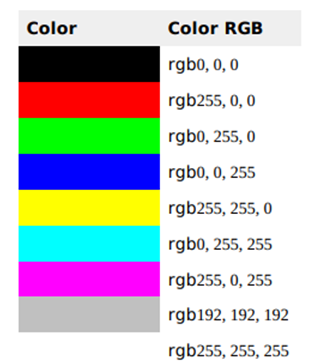 Color Color RGB
rgb0, 0, 0
rgb255, 0, 0
rgb0, 255, 0
rgb0, 0, 255
rgb255, 255, 0
rgb0, 255, 255
rgb255, 0, 255
rgb192, 192, 192
rgb255, 255, 255